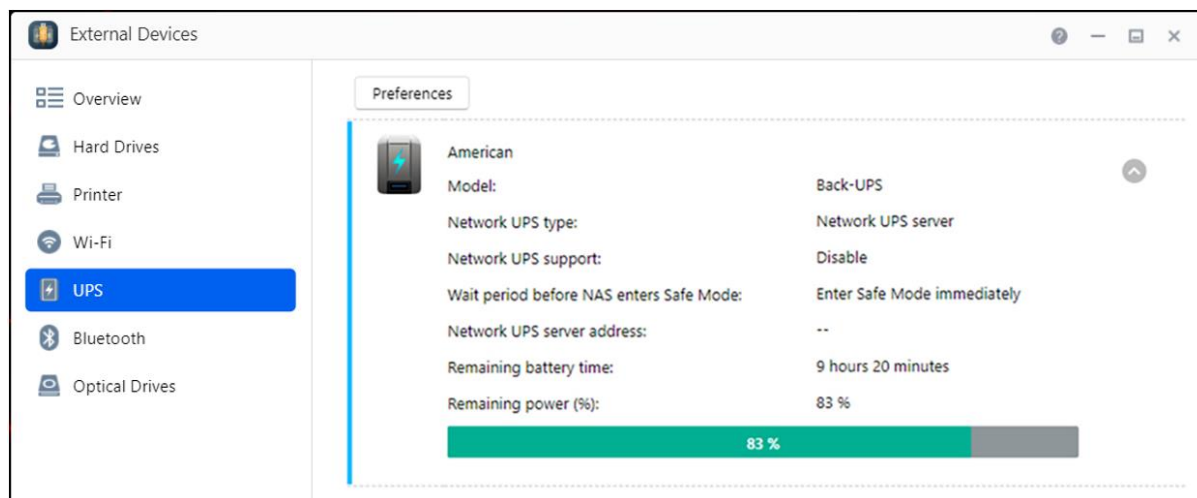 External Devices
Overview
Hard Drives
Printer
Wi-Fi
UPS
Bluetooth
Optical Drives
Preferences
American
Model: Back-UPS
Network UPS type: Network UPS server
Network UPS support: Disable
Wait period before NAS enters Safe Mode: Enter Safe Mode immediately
Network UPS server address: --
Remaining battery time: 9 hours 20 minutes
Remaining power (%): 83 %
83 %